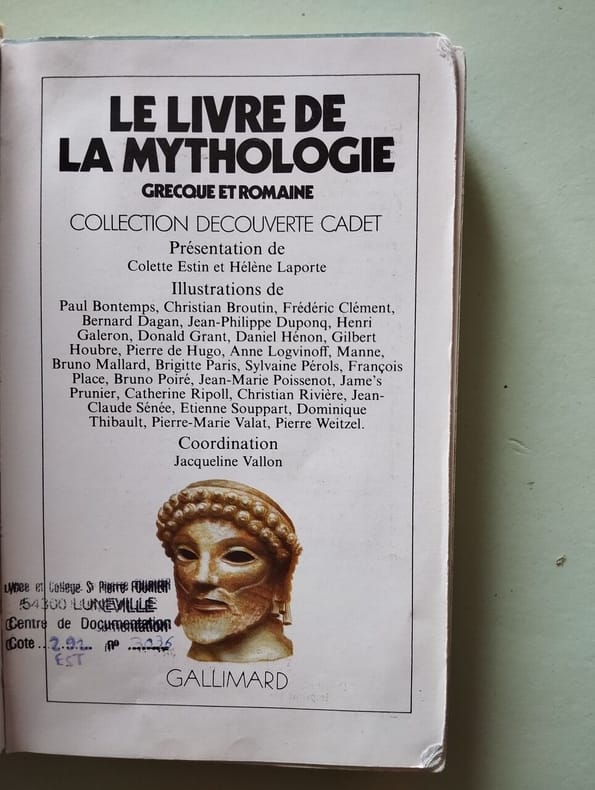 LE LIVRE DE
LA MYTHOLOGIE
GRECQUE ET ROMAINE
COLLECTION DECOUVERTE CADET
Présentation de
Colette Estin et Hélène Laporte
Illustrations de
Paul Bontemps, Christian Broutin, Frédéric Clément,
Bernard Dagan, Jean-Philippe Duponq, Henri
Galeron, Donald Grant, Daniel Hénon, Gilbert
Houbre, Pierre de Hugo, Anne Logvinoff, Manne,
Bruno Mallard, Brigitte Paris, Sylvaine Pérols, François
Place, Bruno Poiré, Jean-Marie Poissenot, Jame's
Prunier, Catherine Ripoll, Christian Rivière, Jean-
Claude Sénée, Etienne Souppart, Dominique
Thibault, Pierre-Marie Valat, Pierre Weitzel.
Coordination
Jacqueline Vallon
Lycée et Collège St Pierre FOURIER
54300 LUNEVILLE
Centre de Documentation
Cote 292 n° 3036
EST
GALLIMARD